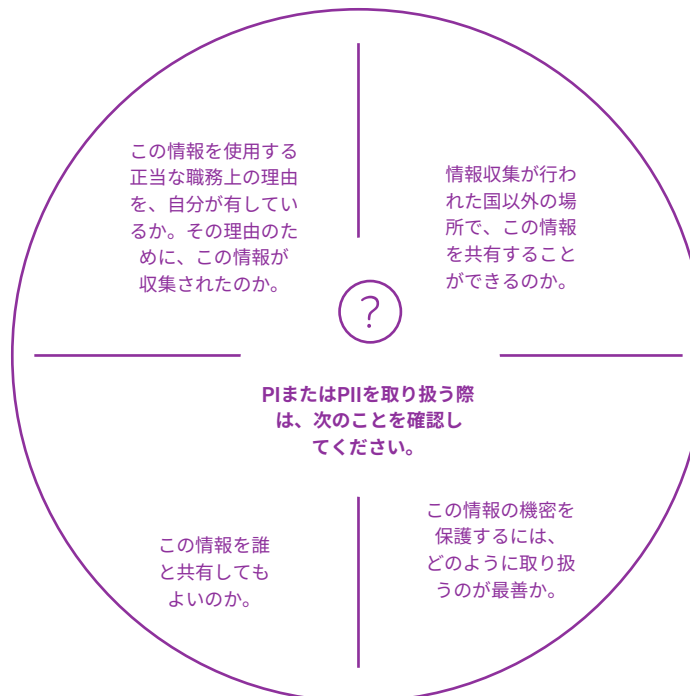 この情報を使用する
正当な職務上の理由
を、自分が有してい
るか。その理由のた
めに、この情報が
収集されたのか。
情報収集が行わ
れた国以外の場
所で、この情報
を共有すること
ができるのか。
?
PIまたはPIIを取り扱う際
は、次のことを確認し
てください。
この情報を誰
と共有しても
よいのか。
この情報の機密を
保護するには、
どのように取り扱
うのが最善か。